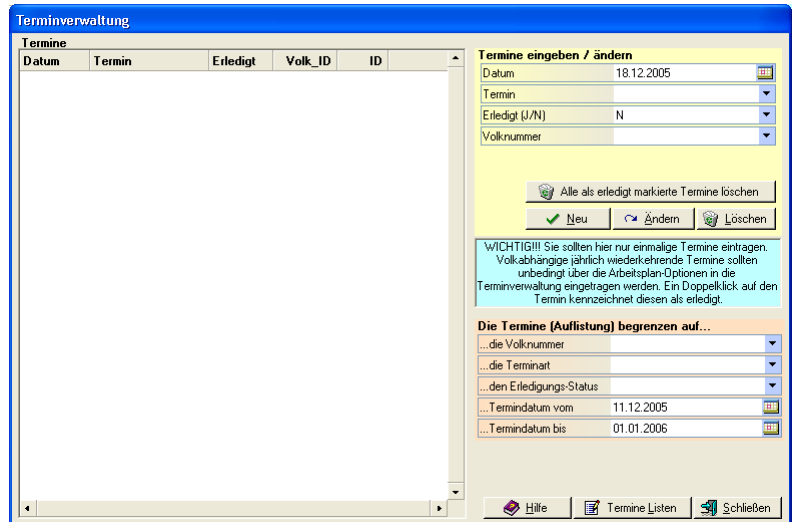 Terminverwaltung
Termine
Datum Termin Erledigt Volk_ID ID
Termine eingeben / ändern
Datum 18.12.2005
Termin
Erledigt (J/N) N
Volknummer
Alle als erledigt markierte Termine löschen
Neu Ändern Löschen
WICHTIG!!! Sie sollten hier nur einmalige Termine eintragen.
Volkabhängige jährlich wiederkehrende Termine sollten
unbedingt über die Arbeitsplan-Optionen in die
Terminverwaltung eingetragen werden. Ein Doppelklick auf den
Termin kennzeichnet diesen als erledigt.
Die Termine (Auflistung) begrenzen auf...
...die Volknummer
...die Terminart
...den Erledigungs-Status
...Termindatum vom 11.12.2005
...Termindatum bis 01.01.2006
Hilfe Termine Listen Schließen